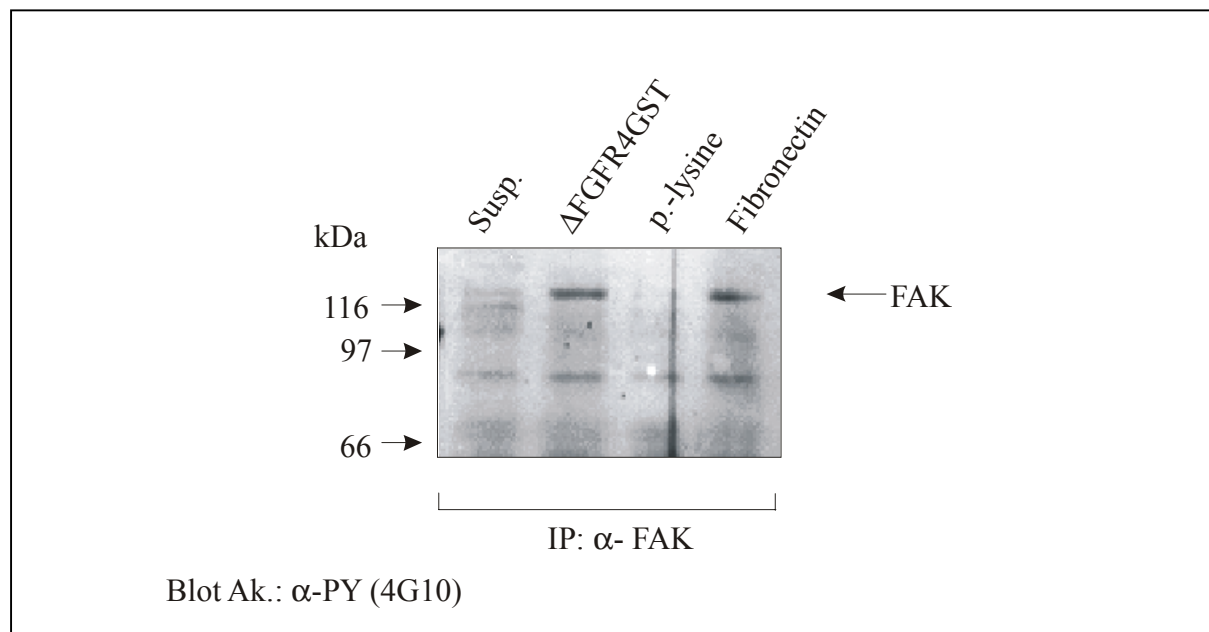 Susp.
ΔFGFR4GST
p.-lysine
Fibronectin
kDa
116
97
66
FAK
IP: α- FAK
Blot Ak.: α-PY (4G10)